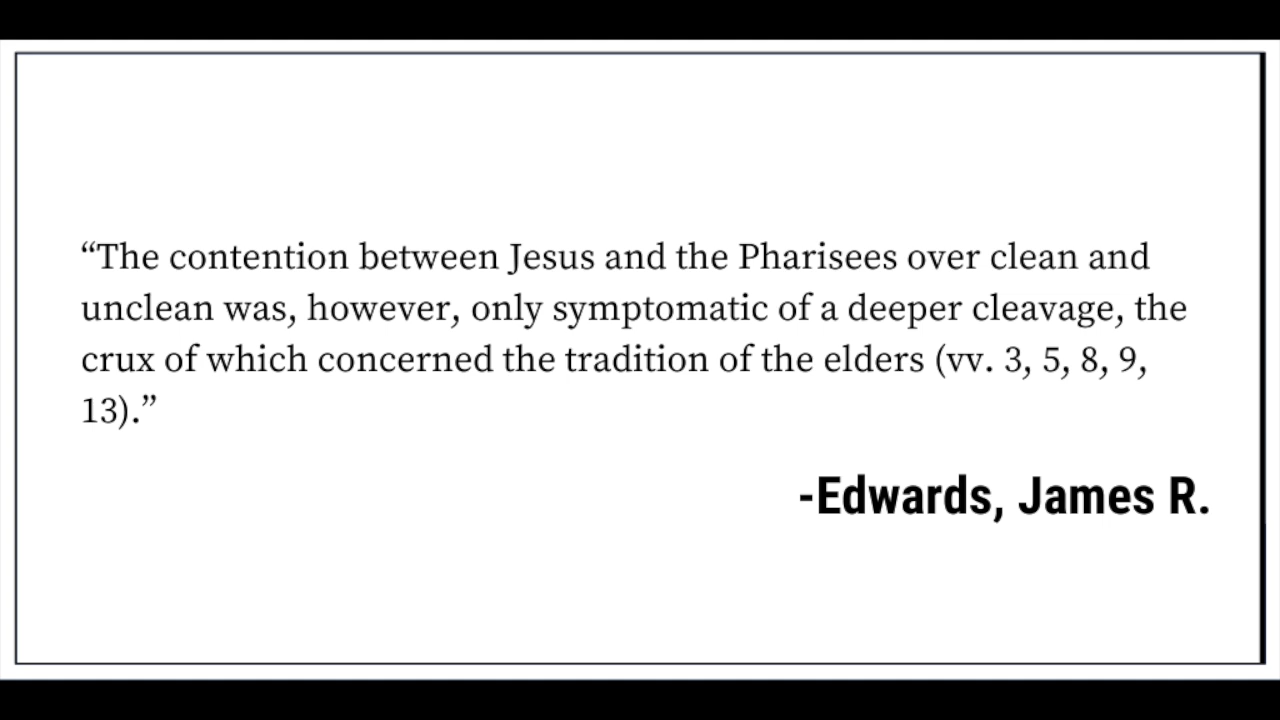 “The contention between Jesus and the Pharisees over clean and
unclean was, however, only symptomatic of a deeper cleavage, the
crux of which concerned the tradition of the elders (vv. 3, 5, 8, 9,
13).”
-Edwards, James R.